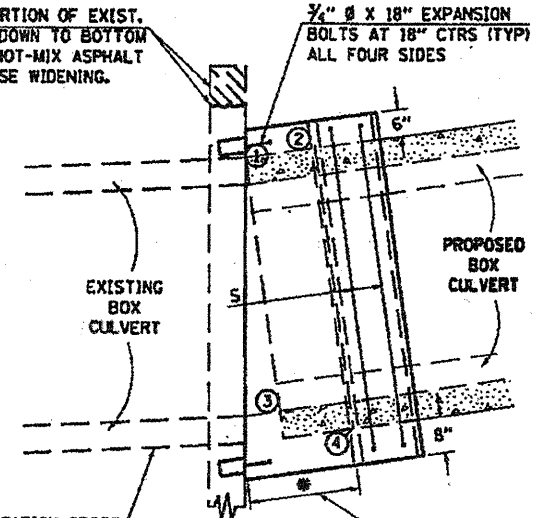 RTION OF EXIST.
DOWN TO BOTTOM
HOT-MIX ASPHALT
SE WIDENING.
3/4" Ø X 18" EXPANSION
BOLTS AT 18" CTRS (TYP)
ALL FOUR SIDES
1
2
6"
EXISTING
BOX
CULVERT
S
PROPOSED
BOX
CULVERT
3
4
8"
*